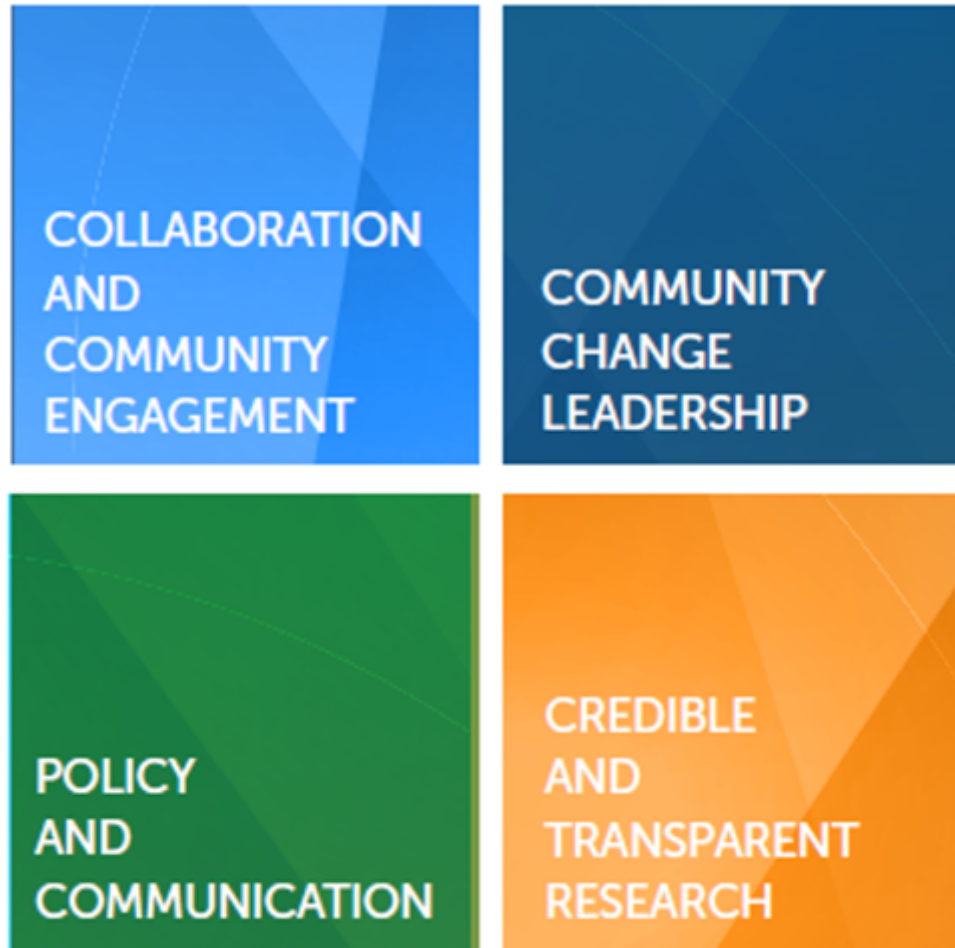 COLLABORATION
AND
COMMUNITY
ENGAGEMENT
COMMUNITY
CHANGE
LEADERSHIP
POLICY
AND
COMMUNICATION
CREDIBLE
AND
TRANSPARENT
RESEARCH